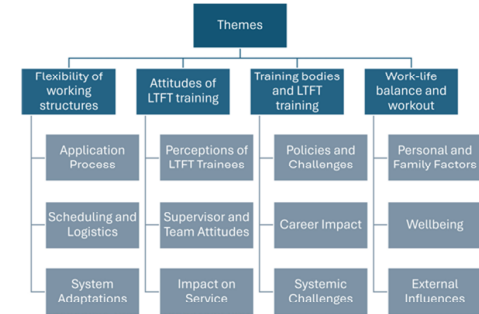 Themes
Flexibility of
working
structures
Attitudes of
LTFT training
Training bodies
and LTFT
training
Work-life
balance and
workout
Application
Process
Perceptions of
LTFT Trainees
Policies and
Challenges
Personal and
Family Factors
Scheduling and
Logistics
Supervisor and
Team Attitudes
Career Impact
Wellbeing
System
Adaptations
Impact on
Service
Systemic
Challenges
External
Influences